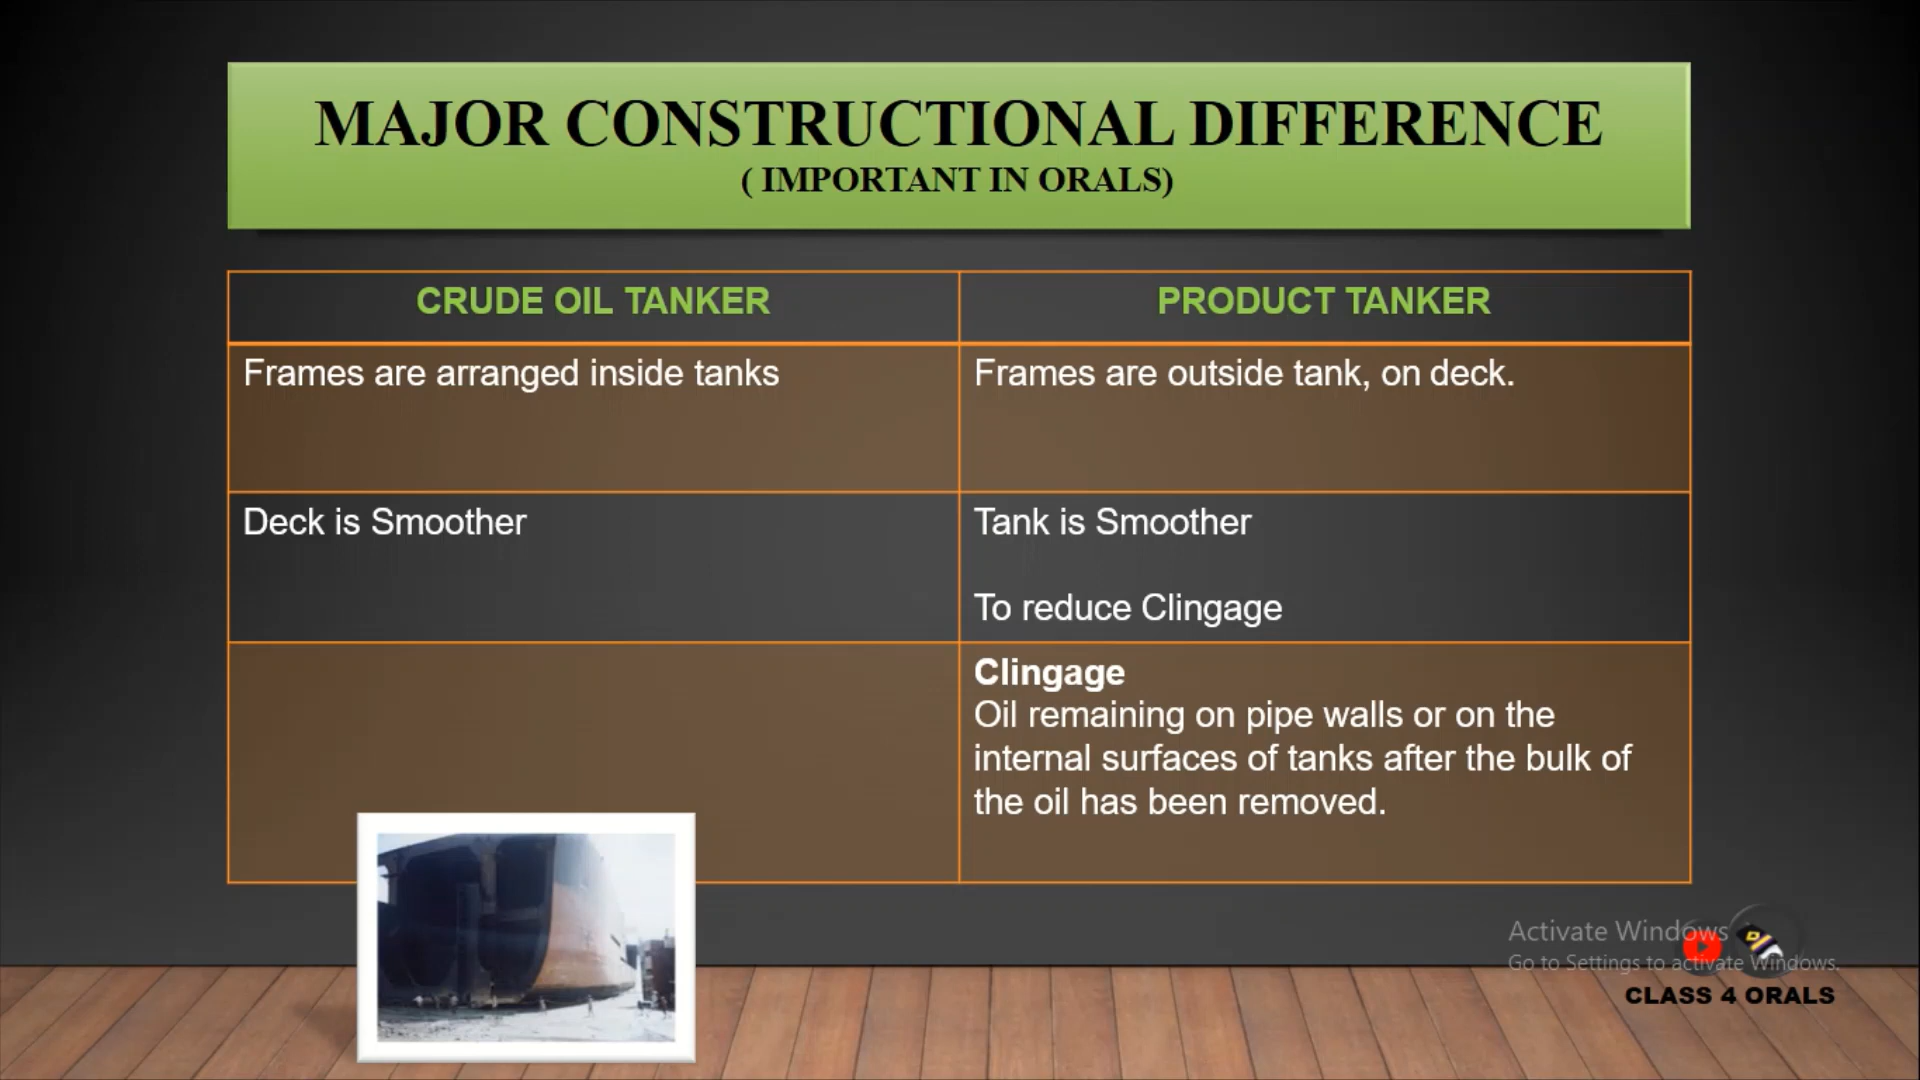 MAJOR CONSTRUCTIONAL DIFFERENCE
( IMPORTANT IN ORALS)
CRUDE OIL TANKER
PRODUCT TANKER
Frames are arranged inside tanks
Frames are outside tank, on deck.
Deck is Smoother
Tank is Smoother
To reduce Clingage
Clingage
Oil remaining on pipe walls or on the
internal surfaces of tanks after the bulk of
the oil has been removed.
Activate Windows
Go to Settings to activate Windows.
CLASS 4 ORALS